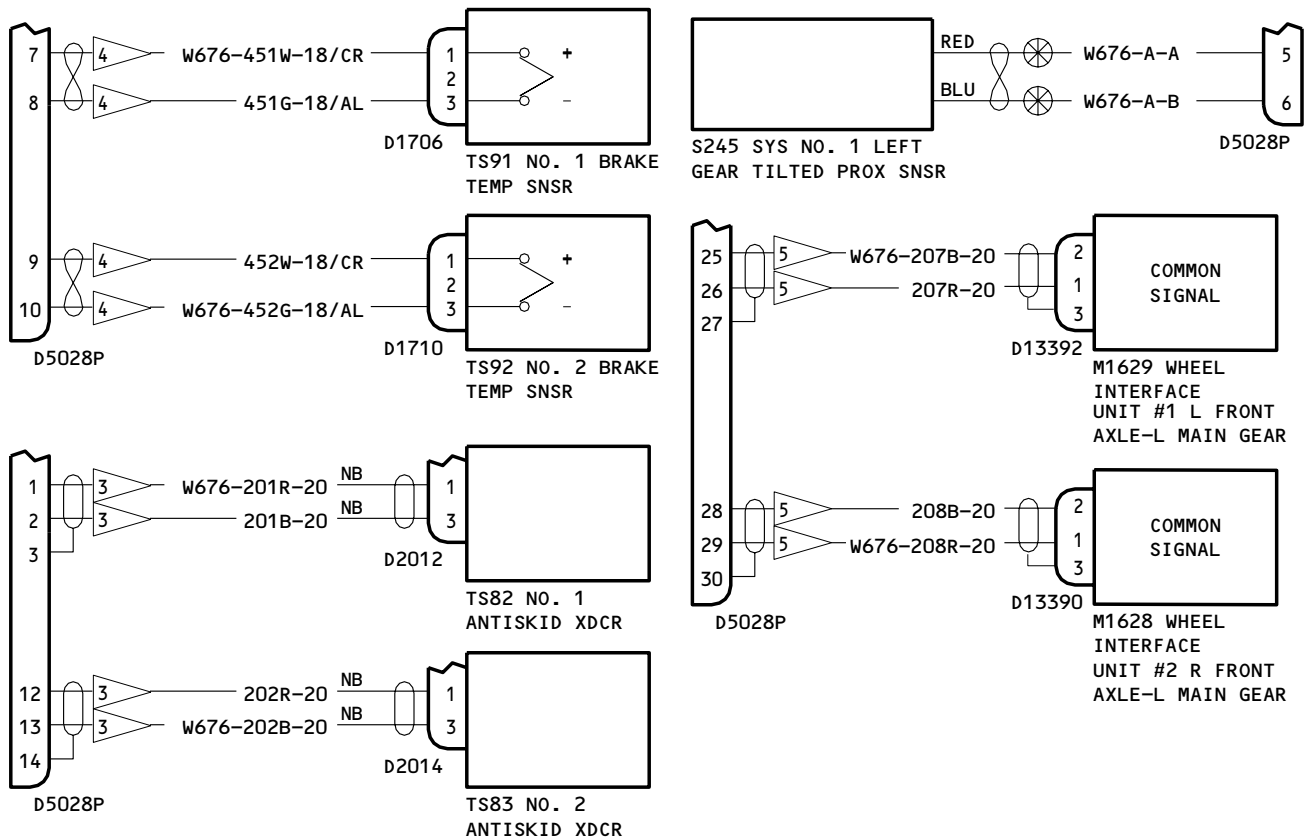 7 4 W676-451W-18/CR 1 +
2
8 4 451G-18/AL 3 -
D1706
TS91 NO. 1 BRAKE
TEMP SNSR
9 4 452W-18/CR 1 +
2
10 4 W676-452G-18/AL 3 -
D5028P
D1710
TS92 NO. 2 BRAKE
TEMP SNSR
1 3 W676-201R-20 NB 1
2 3 201B-20 NB 3
3
D2012
TS82 NO. 1
ANTISKID XDCR
12 3 202R-20 NB 1
13 3 W676-202B-20 NB 3
14
D2014
D5028P
TS83 NO. 2
ANTISKID XDCR
RED W676-A-A 5
BLU W676-A-B 6
D5028P
S245 SYS NO. 1 LEFT
GEAR TILTED PROX SNSR
25 5 W676-207B-20 2
26 5 207R-20 1
27 3
COMMON
SIGNAL
D13392
M1629 WHEEL
INTERFACE
UNIT #1 L FRONT
AXLE-L MAIN GEAR
28 5 208B-20 2
29 5 W676-208R-20 1
30 3
COMMON
SIGNAL
D5028P
D13390
M1628 WHEEL
INTERFACE
UNIT #2 R FRONT
AXLE-L MAIN GEAR